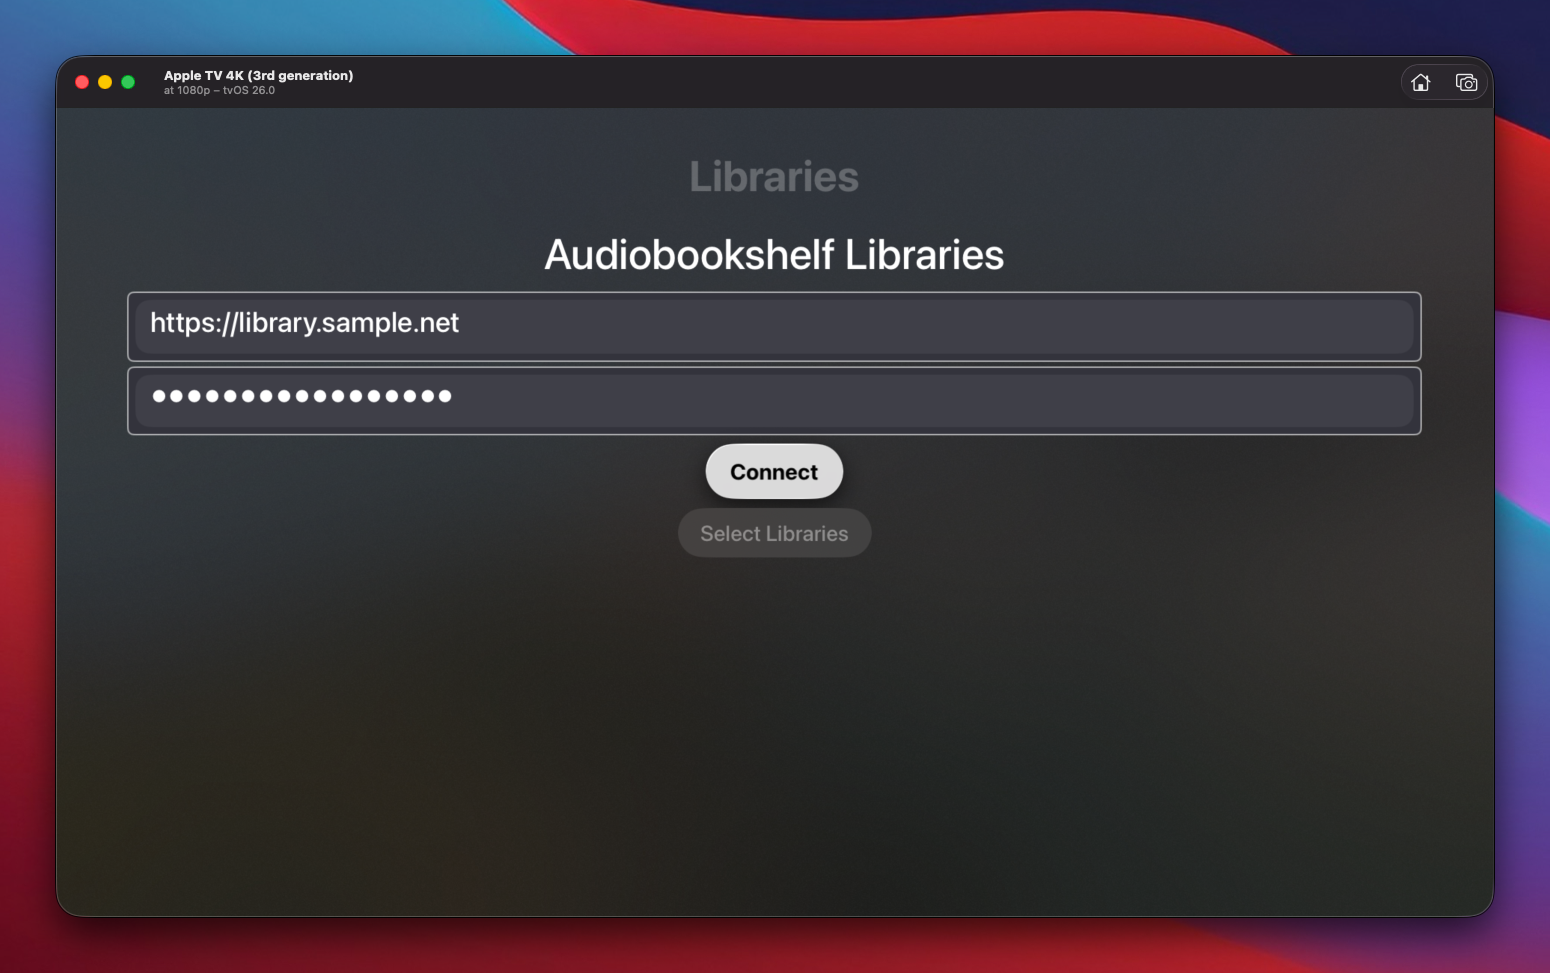 Apple TV 4K (3rd generation)
at 1080p – tvOS 26.0
Libraries
Audiobookshelf Libraries
https://library.sample.net
•••••••••••••••••
Connect
Select Libraries